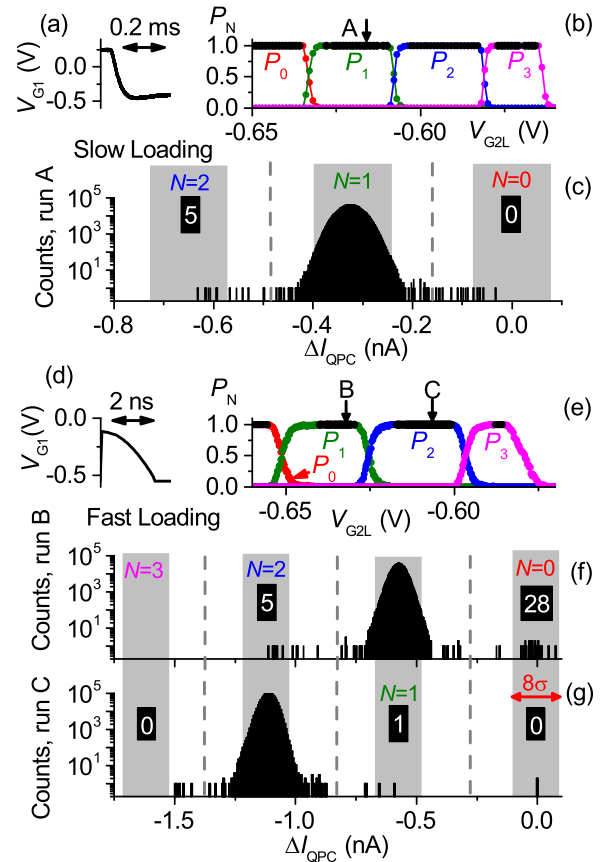 (a) 0.2 ms
V_G1 (V)
0.0
-0.5
(b)
P_N
1.0
0.5
0.0
A
P_0 P_1 P_2 P_3
-0.65 -0.60
V_G2L (V)
Slow Loading
(c)
Counts, run A
10^5
10^3
10^1
N=2 N=1 N=0
5 0
-0.8 -0.6 -0.4 -0.2 0.0
ΔI_QPC (nA)
(d)
2 ns
V_G1 (V)
0.0
-0.5
(e)
P_N
1.0
0.5
0.0
B C
P_1 P_2 P_3
P_0
-0.65 -0.60
V_G2L (V)
Fast Loading
(f)
Counts, run B
10^5
10^3
10^1
N=3 N=2 N=0
5 28
(g)
Counts, run C
10^5
10^3
10^1
N=1 8σ
0 1 0
-1.5 -1.0 -0.5 0.0
ΔI_QPC (nA)